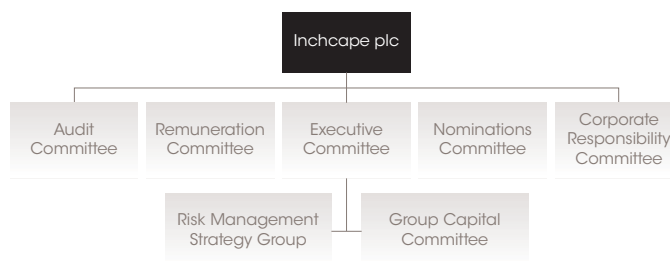 Inchcape plc
Audit
Committee
Remuneration
Committee
Executive
Committee
Nominations
Committee
Corporate
Responsibility
Committee
Risk Management
Strategy Group
Group Capital
Committee